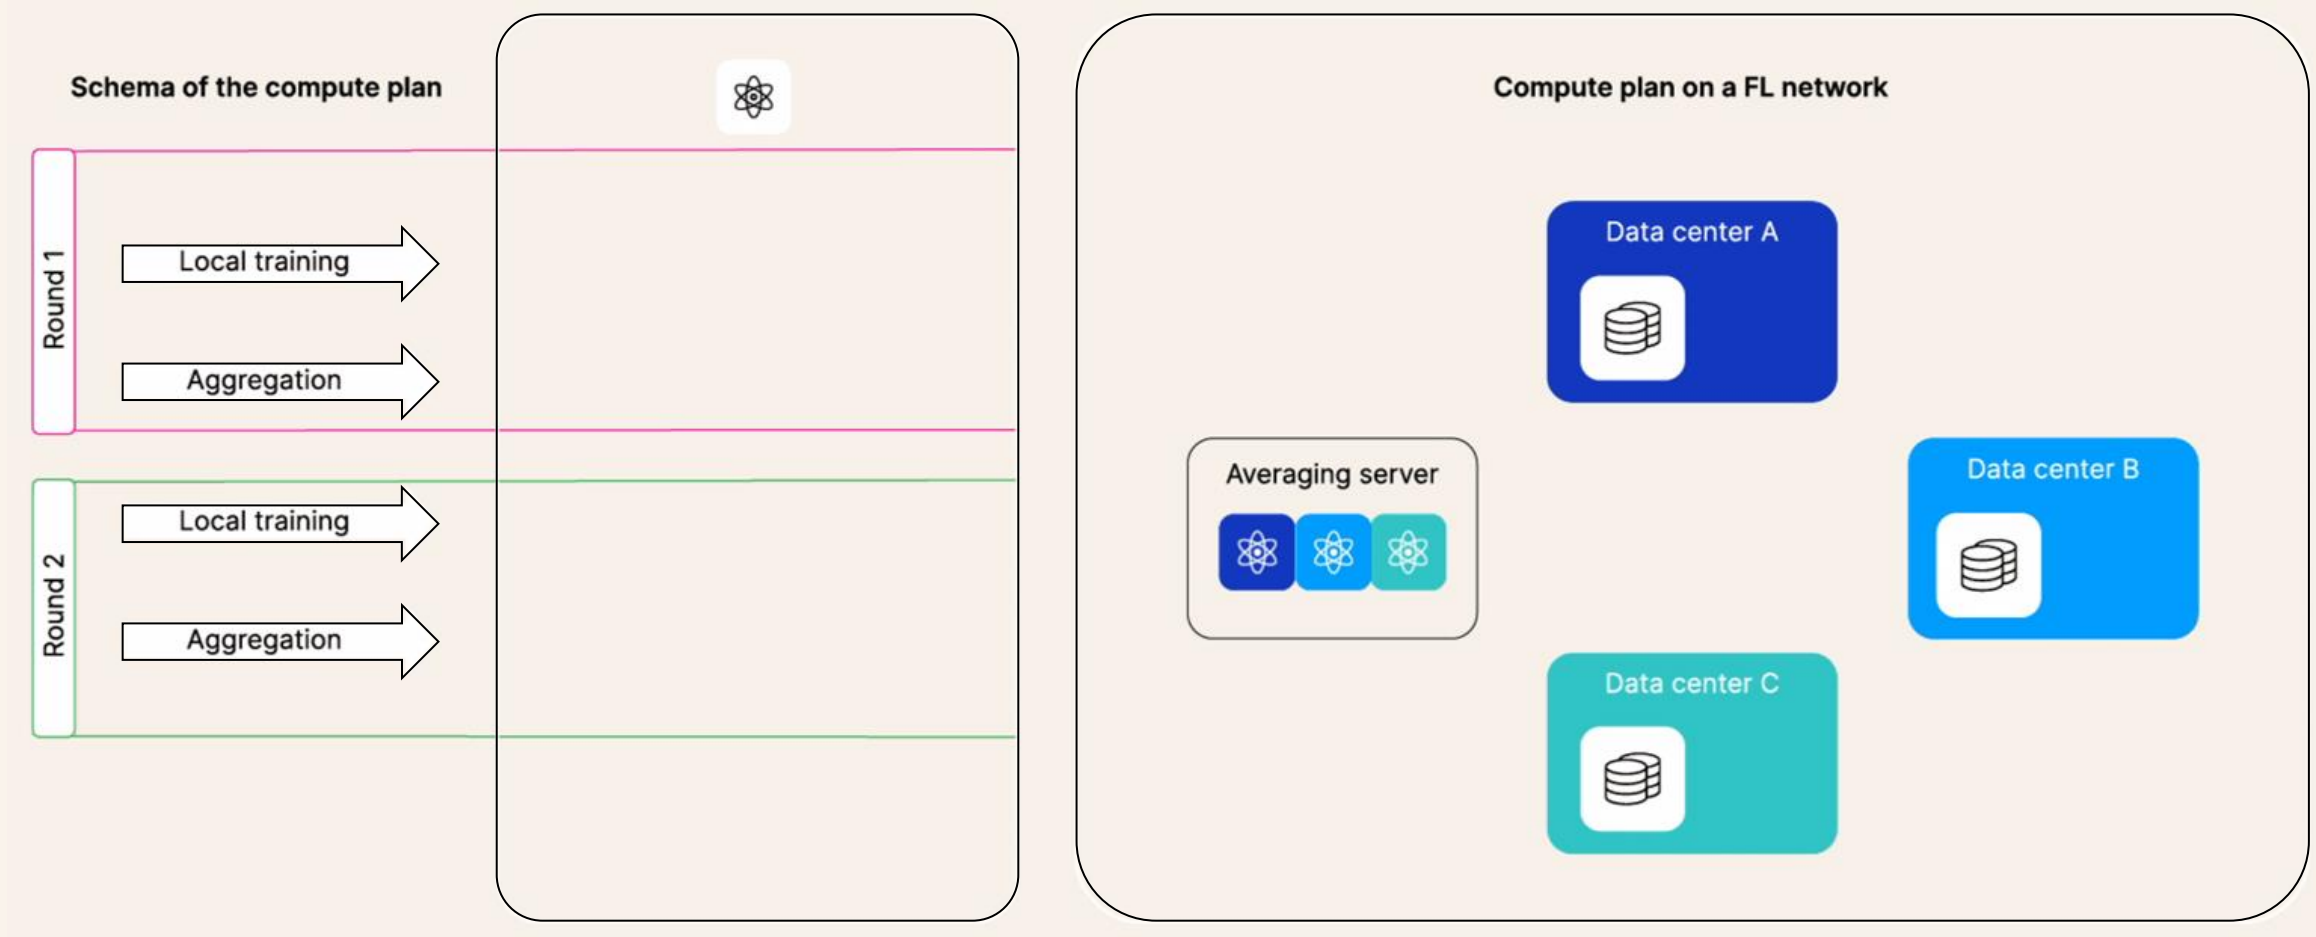 Schema of the compute plan
Round 1
Local training
Aggregation
Round 2
Local training
Aggregation
Compute plan on a FL network
Data center A
Averaging server
Data center B
Data center C